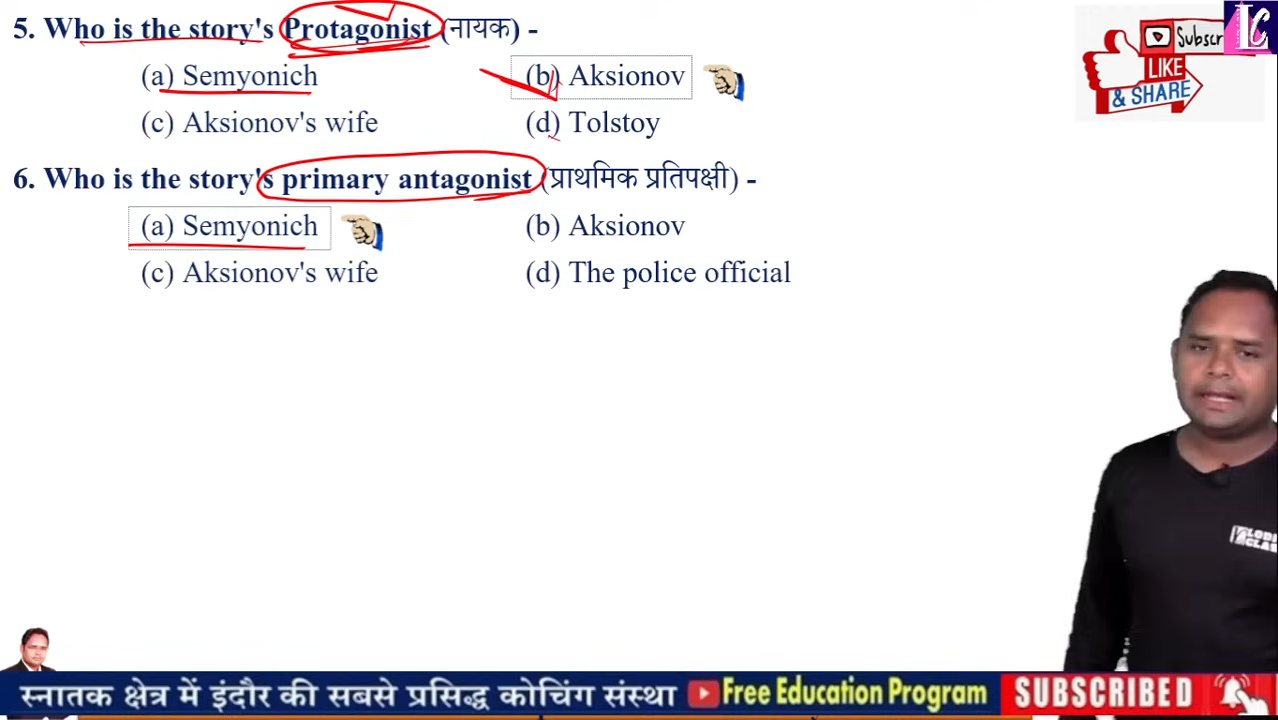 5. Who is the story's Protagonist (नायक) -
(a) Semyonich
(b) Aksionov
(c) Aksionov's wife
(d) Tolstoy
6. Who is the story's primary antagonist (प्राथमिक प्रतिपक्षी) -
(a) Semyonich
(b) Aksionov
(c) Aksionov's wife
(d) The police official
Subscr
LIKE
& SHARE
LC
स्नातक क्षेत्र में इंदौर की सबसे प्रसिद्ध कोचिंग संस्था Free Education Program SUBSCRIBED